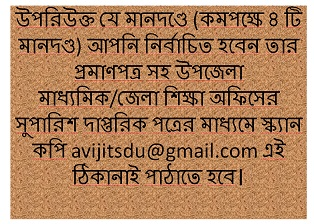 উপরিউক্ত যে মানদণ্ডে (কমপক্ষে ৪ টি
মানদণ্ড) আপনি নির্বাচিত হবেন তার
প্রমাণপত্র সহ উপজেলা
মাধ্যমিক/জেলা শিক্ষা অফিসের
সুপারিশ দাপ্তরিক পত্রের মাধ্যমে স্ক্যান
কপি avijitsdu@gmail.com এই
ঠিকানাই পাঠাতে হবে।